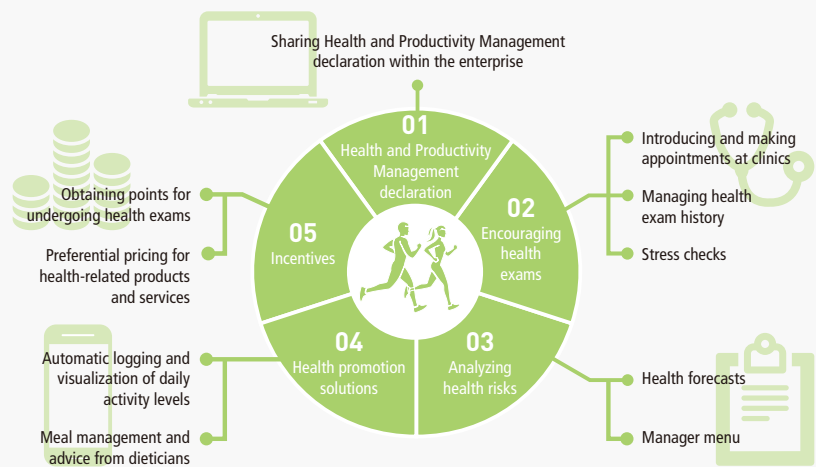 Sharing Health and Productivity Management
declaration within the enterprise
01
Health and Productivity
Management
declaration
02
Encouraging
health
exams
Introducing and making
appointments at clinics
Managing health
exam history
Stress checks
03
Analyzing
health risks
Health forecasts
Manager menu
04
Health promotion
solutions
Automatic logging and
visualization of daily
activity levels
Meal management and
advice from dieticians
05
Incentives
Obtaining points for
undergoing health exams
Preferential pricing for
health-related products
and services